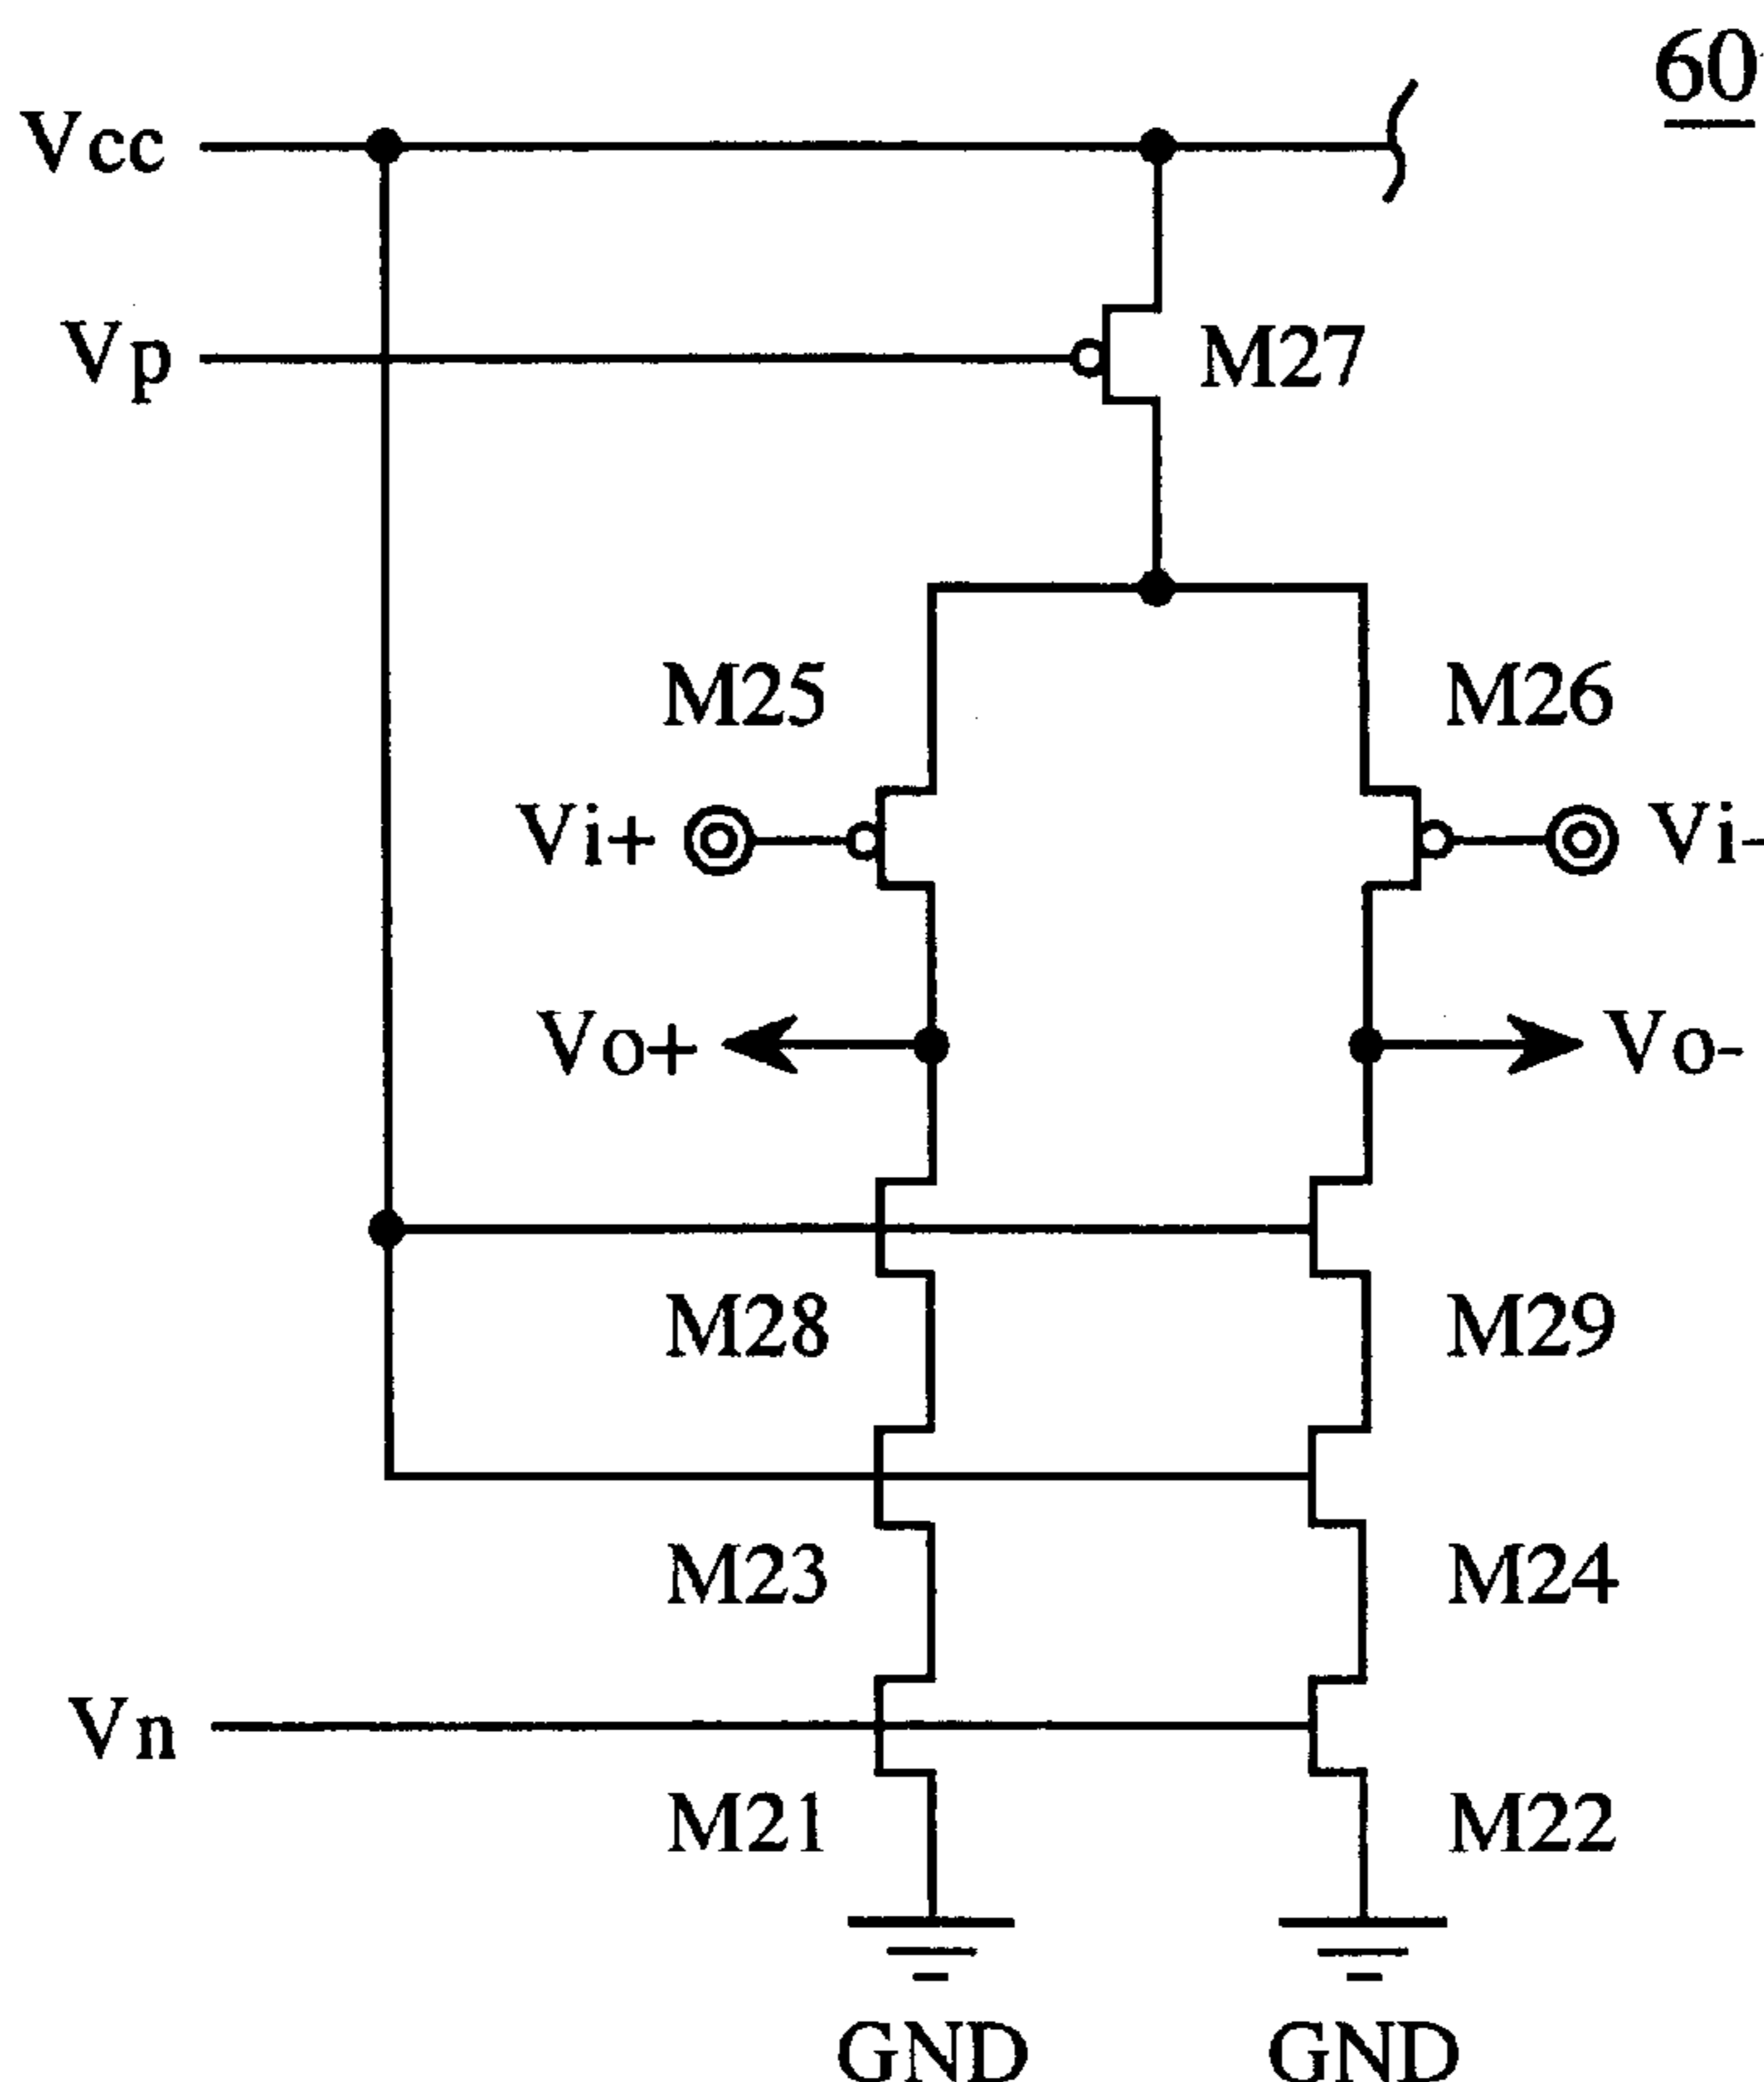 60
Vcc
Vp
M27
M25
M26
Vi+
Vi-
Vo+
Vo-
M28
M29
M23
M24
Vn
M21
M22
GND
GND